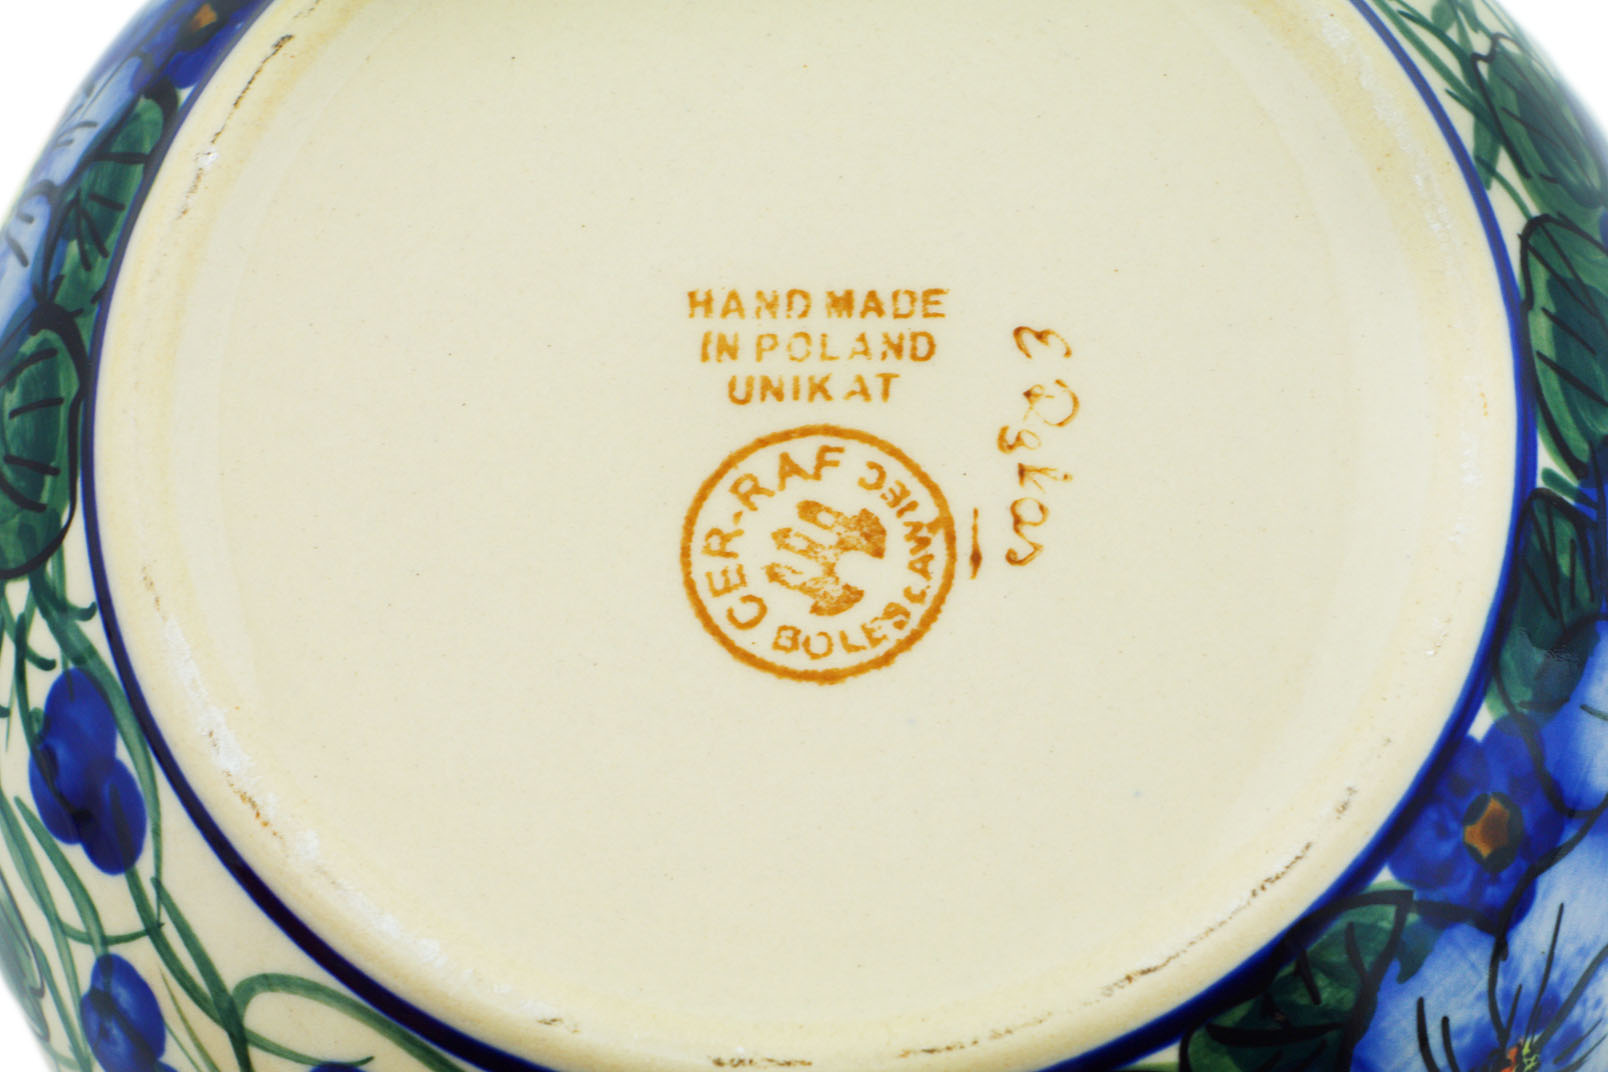 HAND MADE
IN POLAND
UNIKAT
CER-RAF
BOLESŁAWIEC